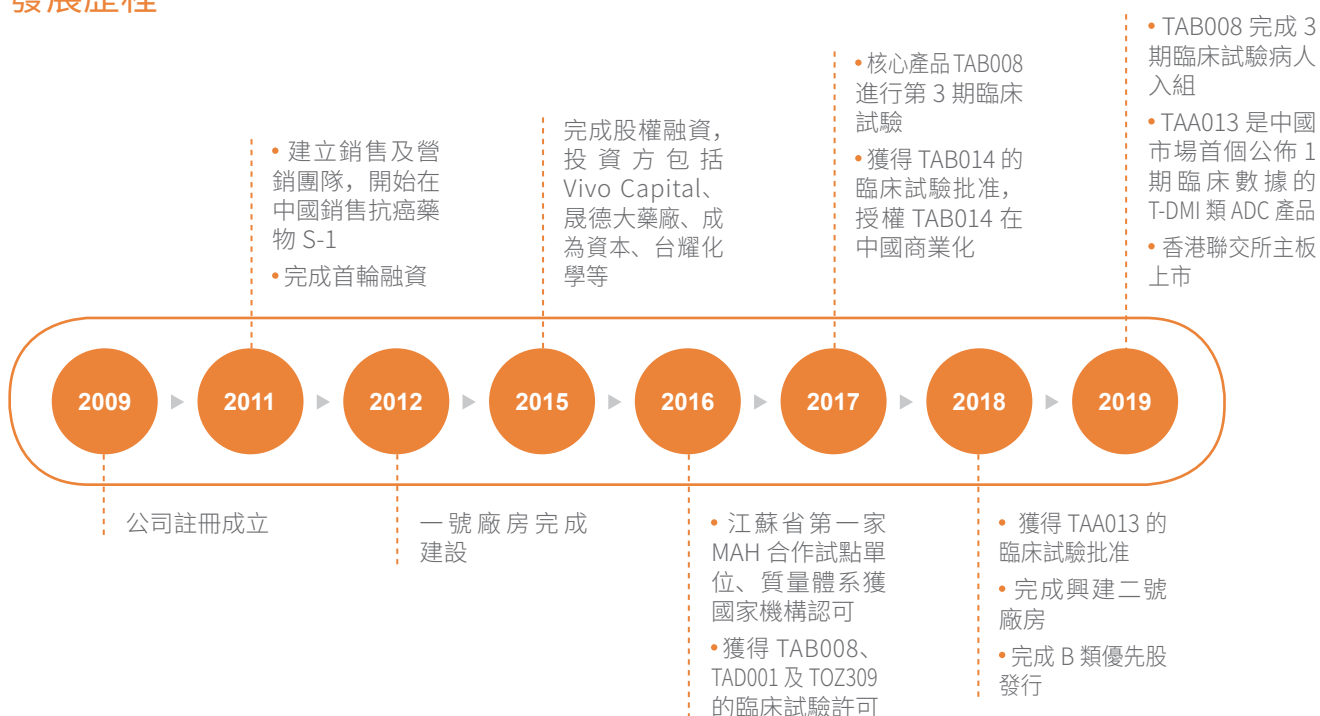 發展歷程
• TAB008 完成 3
期臨床試驗病人
入組
• TAA013 是中國
市場首個公佈 1
期臨床數據的
T-DMI 類 ADC 產品
• 香港聯交所主板
上市
• 核心產品 TAB008
進行第 3 期臨床
試驗
• 獲得 TAB014 的
臨床試驗批准，
授權 TAB014 在
中國商業化
完成股權融資，
投資方包括
Vivo Capital、
晟德大藥廠、成
為資本、台耀化
學等
• 建立銷售及營
銷團隊，開始在
中國銷售抗癌藥
物 S-1
• 完成首輪融資
2009
2011
2012
2015
2016
2017
2018
2019
公司註冊成立
一號廠房完成
建設
• 江蘇省第一家
MAH 合作試點單
位、質量體系獲
國家機構認可
• 獲得 TAB008、
TAD001 及 TOZ309
的臨床試驗許可
• 獲得 TAA013 的
臨床試驗批准
• 完成興建二號
廠房
• 完成 B 類優先股
發行